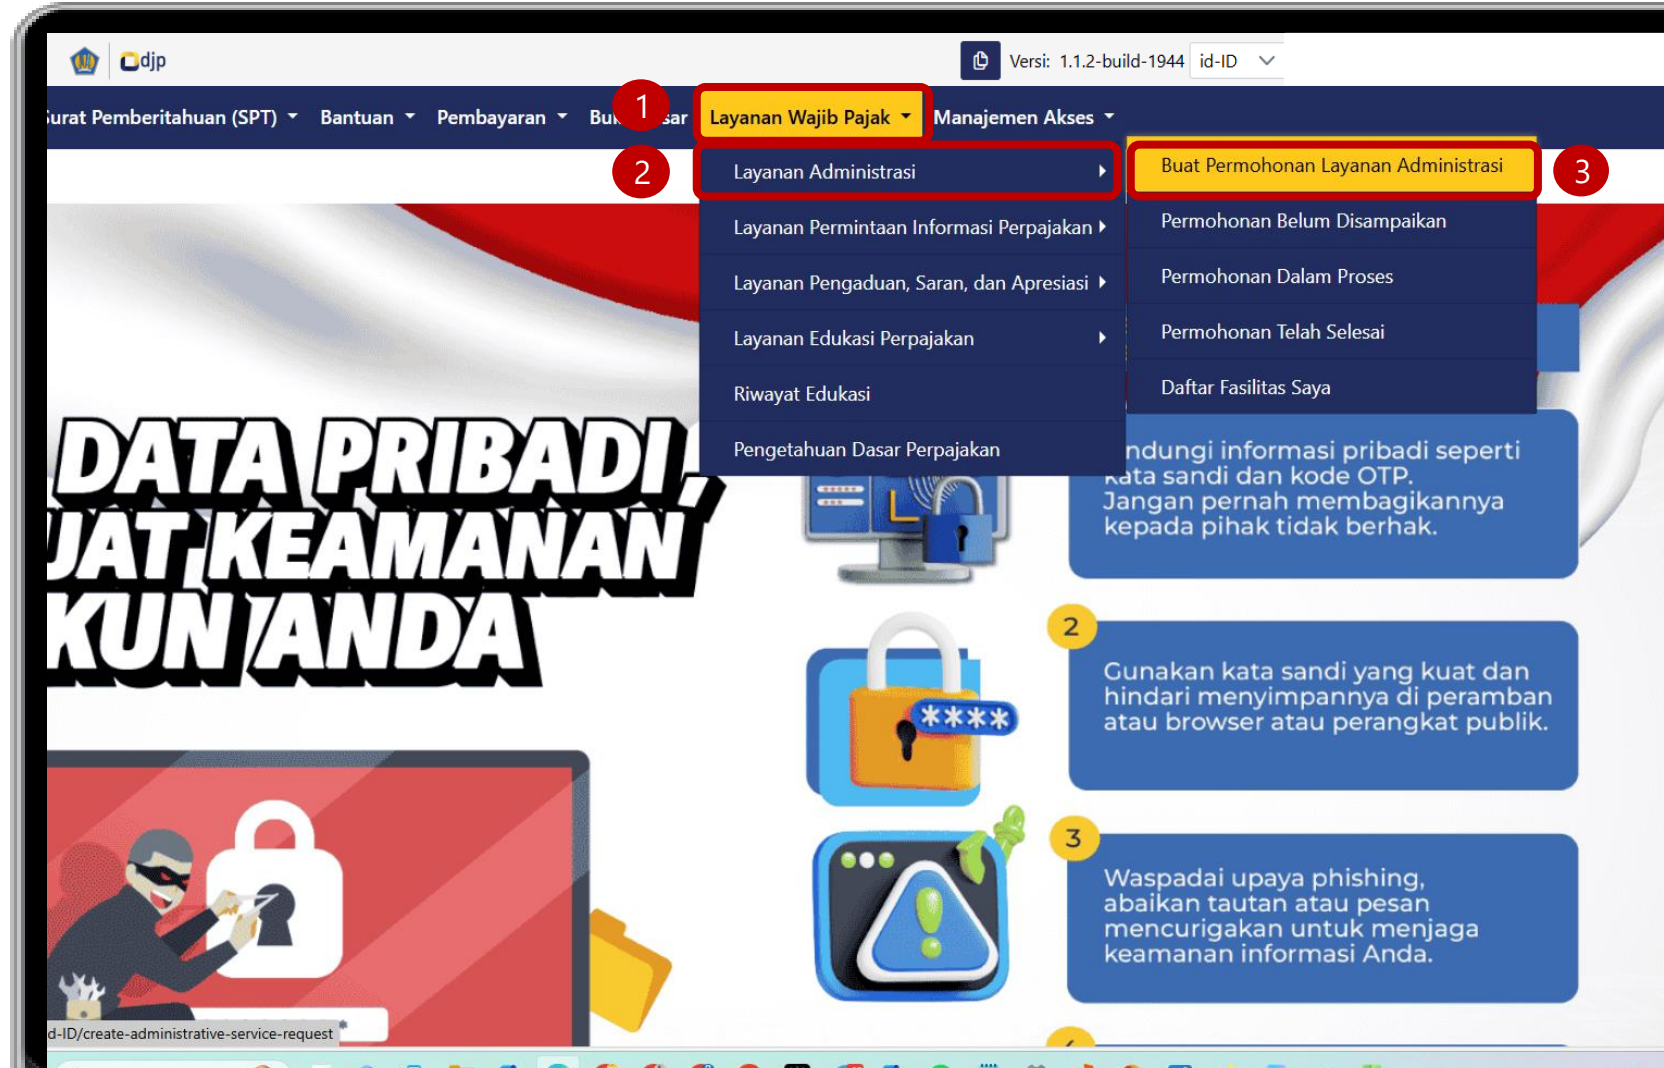 djp
Versi: 1.1.2-build-1944 id-ID
urat Pemberitahuan (SPT) Bantuan Pembayaran Bu sar Layanan Wajib Pajak Manajemen Akses
1
2
3
Layanan Administrasi
Layanan Permintaan Informasi Perpajakan
Layanan Pengaduan, Saran, dan Apresiasi
Layanan Edukasi Perpajakan
Riwayat Edukasi
Pengetahuan Dasar Perpajakan
Buat Permohonan Layanan Administrasi
Permohonan Belum Disampaikan
Permohonan Dalam Proses
Permohonan Telah Selesai
Daftar Fasilitas Saya
DATA PRIBADI,
UAT KEAMANAN
KUN ANDA
ndungi informasi pribadi seperti
kata sandi dan kode OTP.
Jangan pernah membagikannya
kepada pihak tidak berhak.
2
Gunakan kata sandi yang kuat dan
hindari menyimpannya di peramban
atau browser atau perangkat publik.
****
3
Waspadai upaya phishing,
abaikan tautan atau pesan
mencurigakan untuk menjaga
keamanan informasi Anda.
d-ID/create-administrative-service-request